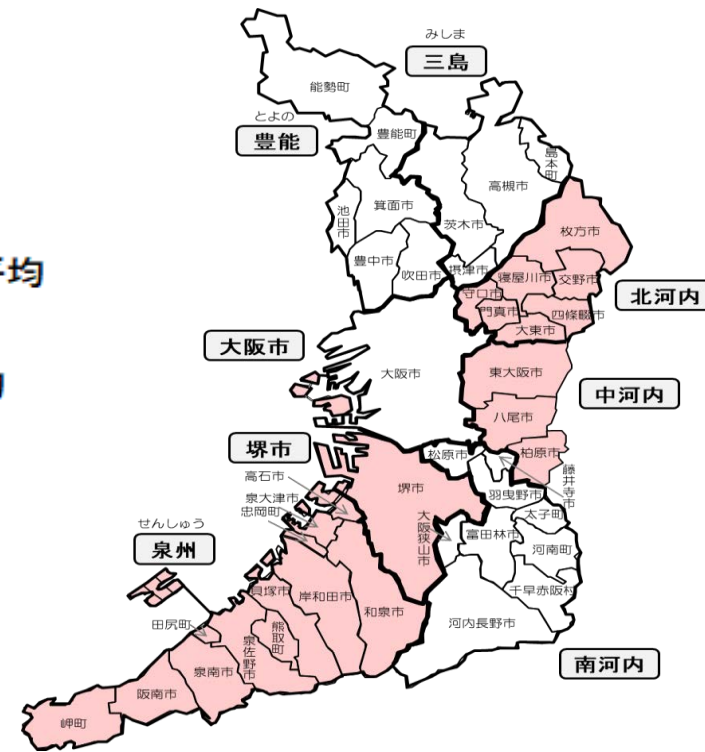 みしま
三島
能勢町
とよの
豊能
豊能町
島本町
高槻市
箕面市
池田市
茨木市
枚方市
豊中市
吹田市
摂津市
寝屋川市
交野市
平均
守口市
北河内
門真市
四條畷市
大東市
大阪市
大阪市
東大阪市
中河内
八尾市
堺市
松原市
柏原市
高石市
藤井寺市
堺市
羽曳野市
泉大津市
忠岡町
太子町
せんしゅう
大阪狭山市
富田林市
泉州
河南町
貝塚市
岸和田市
和泉市
千早赤阪村
田尻町
熊取町
河内長野市
泉佐野市
泉南市
南河内
阪南市
岬町